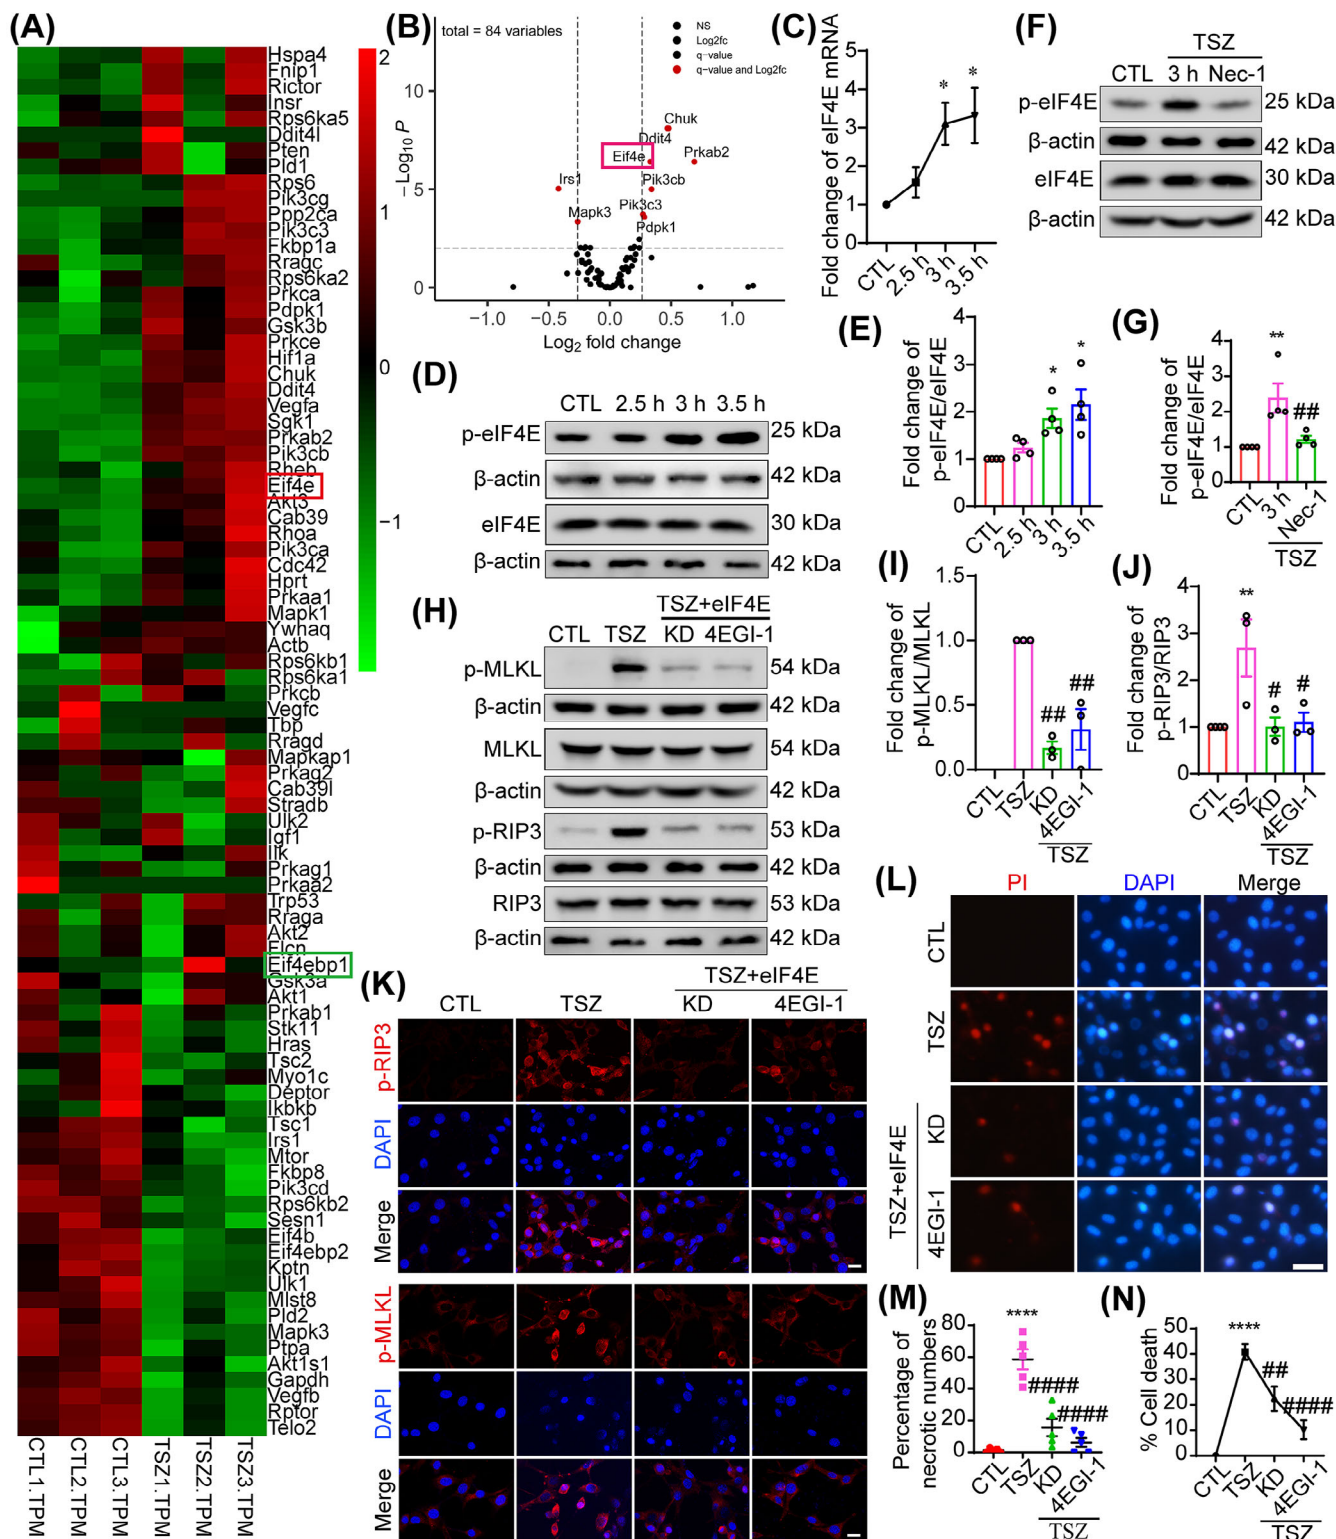 (A)
Hspa4
Fnip1
Rictor
Insr
Rps6ka5
Ddit4l
Pten
Pld1
Rps6
Pik3cg
Ppp2ca
Pik3c3
Fkbp1a
Rragc
Rps6ka2
Prkca
Pdpk1
Gsk3b
Prkce
Hif1a
Chuk
Ddit4
Vegfa
Sgk1
Prkab2
Pik3cb
Rheb
Eif4e
Akt3
Cab39
Rhoa
Pik3ca
Cdc42
Hprt
Prkaa1
Mapk1
Ywhaq
Actb
Rps6kb1
Rps6ka1
Prkcb
Vegfc
Tbp
Rragd
Mapkap1
Prkag2
Cab39l
Stradb
Ulk2
Igf1
Ilk
Prkag1
Prkaa2
Trp53
Rraga
Akt2
Flcn
Eif4ebp1
Gsk3a
Akt1
Prkab1
Stk11
Hras
Tsc2
Myo1c
Deptor
Ikbkb
Tsc1
Irs1
Mtor
Fkbp8
Pik3cd
Rps6kb2
Sesn1
Eif4b
Eif4ebp2
Kptn
Ulk1
Mlst8
Pld2
Mapk3
Ptpa
Akt1s1
Gapdh
Vegfb
Rptor
Telo2
CTL1.TPM
CTL2.TPM
CTL3.TPM
TSZ1.TPM
TSZ2.TPM
TSZ3.TPM
2
1
0
−1
(B)
total = 84 variables
NS
Log2fc
q-value
q-value and Log2fc
Chuk
Ddit4
Eif4e
Prkab2
Irs1
Pik3cb
Mapk3
Pik3c3
Pdpk1
10
5
0
−Log10 P
−1.0 −0.5 0.0 0.5 1.0
Log2 fold change
(C)
Fold change of eIF4E mRNA
5
4
3
2
1
0
* *
CTL 2.5 h 3 h 3.5 h
(D)
CTL 2.5 h 3 h 3.5 h
p-eIF4E 25 kDa
β-actin 42 kDa
eIF4E 30 kDa
β-actin 42 kDa
(E)
Fold change of
p-eIF4E/eIF4E
4
3
2
1
0
* *
CTL 2.5 h 3 h 3.5 h
(F)
TSZ
CTL 3 h Nec-1
p-eIF4E 25 kDa
β-actin 42 kDa
eIF4E 30 kDa
β-actin 42 kDa
(G)
Fold change of
p-eIF4E/eIF4E
4
3
2
1
0
** ##
CTL 3 h Nec-1
TSZ
(H)
TSZ+eIF4E
CTL TSZ KD 4EGI-1
p-MLKL 54 kDa
β-actin 42 kDa
MLKL 54 kDa
β-actin 42 kDa
p-RIP3 53 kDa
β-actin 42 kDa
RIP3 53 kDa
β-actin 42 kDa
(I)
Fold change of
p-MLKL/MLKL
1.5
1.0
0.5
0.0
## ##
CTL TSZ KD 4EGI-1
TSZ
(J)
Fold change of
p-RIP3/RIP3
4
3
2
1
0
** # #
CTL TSZ KD 4EGI-1
TSZ
(K)
TSZ+eIF4E
CTL TSZ KD 4EGI-1
p-RIP3
DAPI
Merge
p-MLKL
DAPI
Merge
(L)
PI DAPI Merge
CTL
TSZ
TSZ+eIF4E
KD
4EGI-1
(M)
Percentage of
necrotic numbers
80
60
40
20
0
**** #### ####
CTL TSZ KD 4EGI-1
TSZ
(N)
% Cell death
50
40
30
20
10
0
**** ## ####
CTL TSZ KD 4EGI-1
TSZ